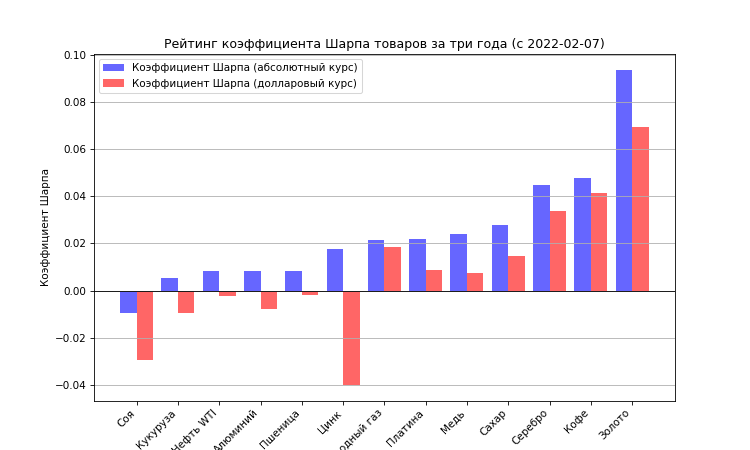 Рейтинг коэффициента Шарпа товаров за три года (с 2022-02-07)
Коэффициент Шарпа (абсолютный курс)
Коэффициент Шарпа (долларовый курс)
Коэффициент Шарпа
0.10
0.08
0.06
0.04
0.02
0.00
−0.02
−0.04
Соя
Кукуруза
Нефть WTI
Алюминий
Пшеница
Цинк
одный газ
Платина
Медь
Сахар
Серебро
Кофе
Золото